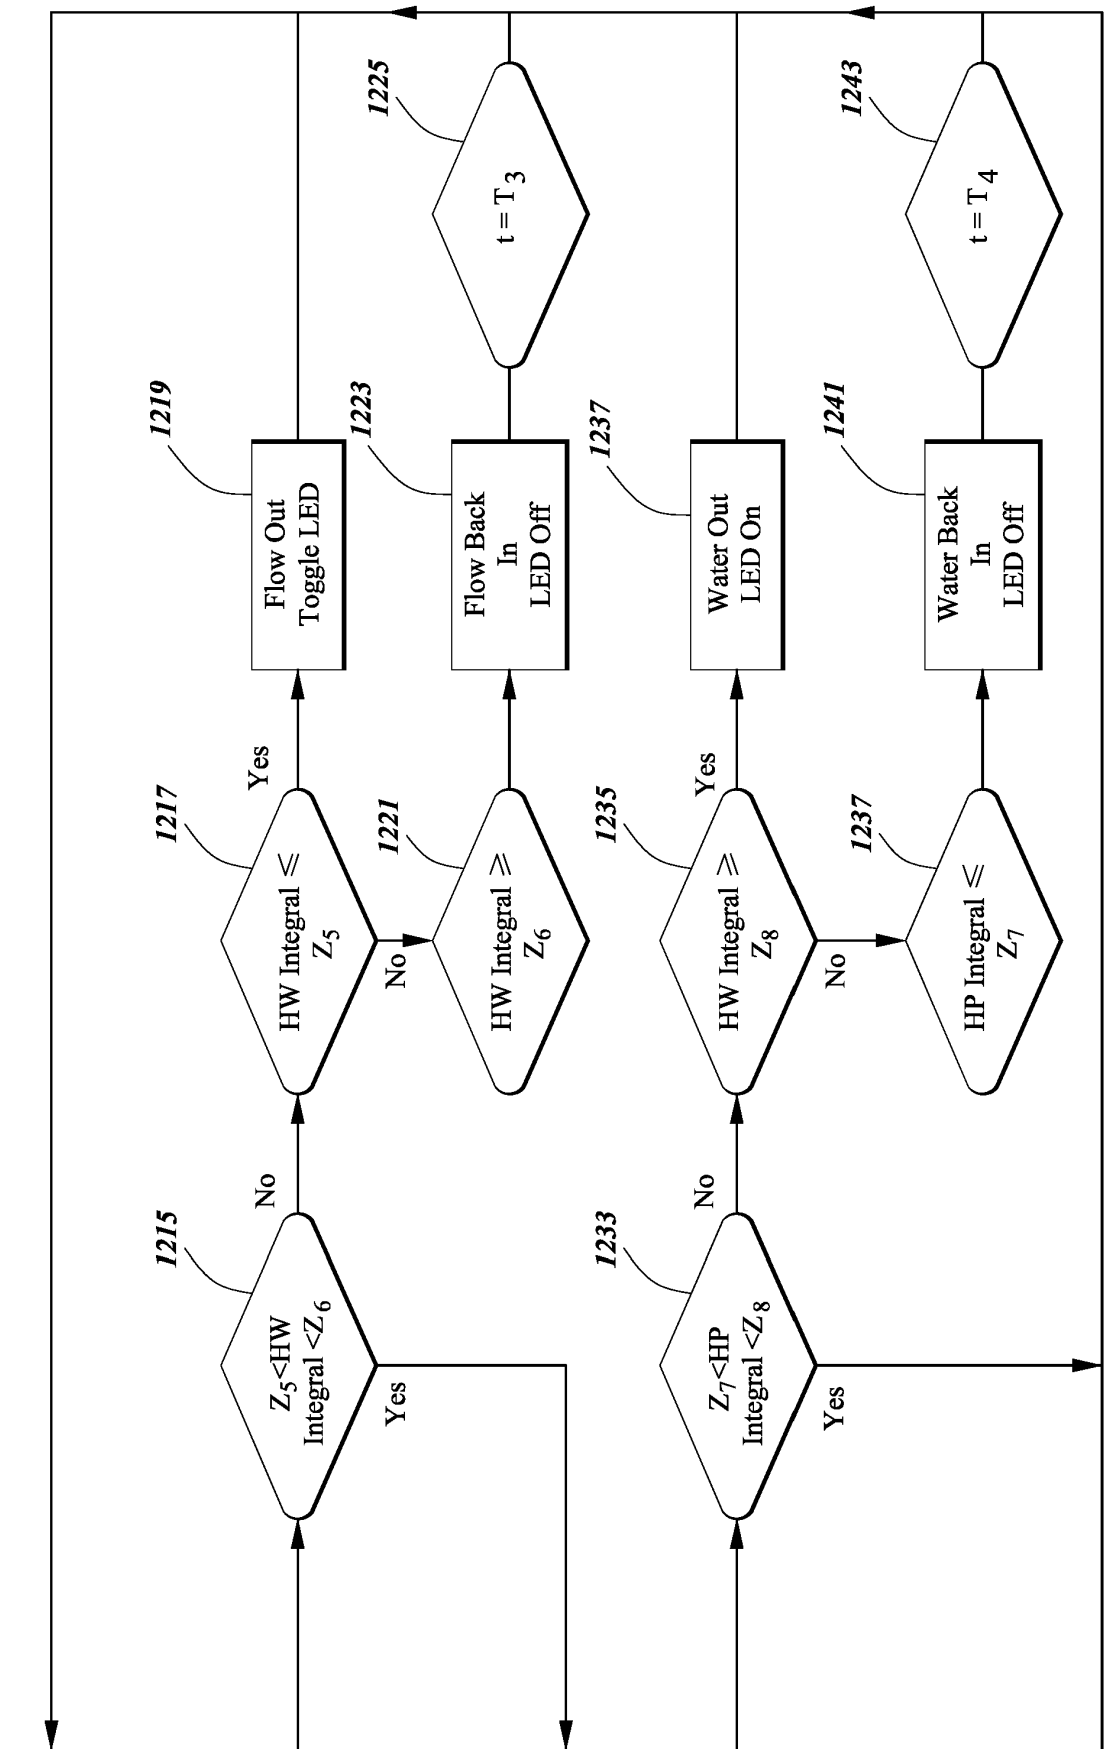 1215
Z5<HW
Integral <Z6
No
Yes
1217
HW Integral ⩽
Z5
Yes
No
1219
Flow Out
Toggle LED
1221
HW Integral ⩾
Z6
1223
Flow Back
In
LED Off
1225
t = T3
1233
Z7<HP
Integral <Z8
No
Yes
1235
HW Integral ⩾
Z8
Yes
No
1237
Water Out
LED On
1237
HP Integral ⩽
Z7
1241
Water Back
In
LED Off
1243
t = T4